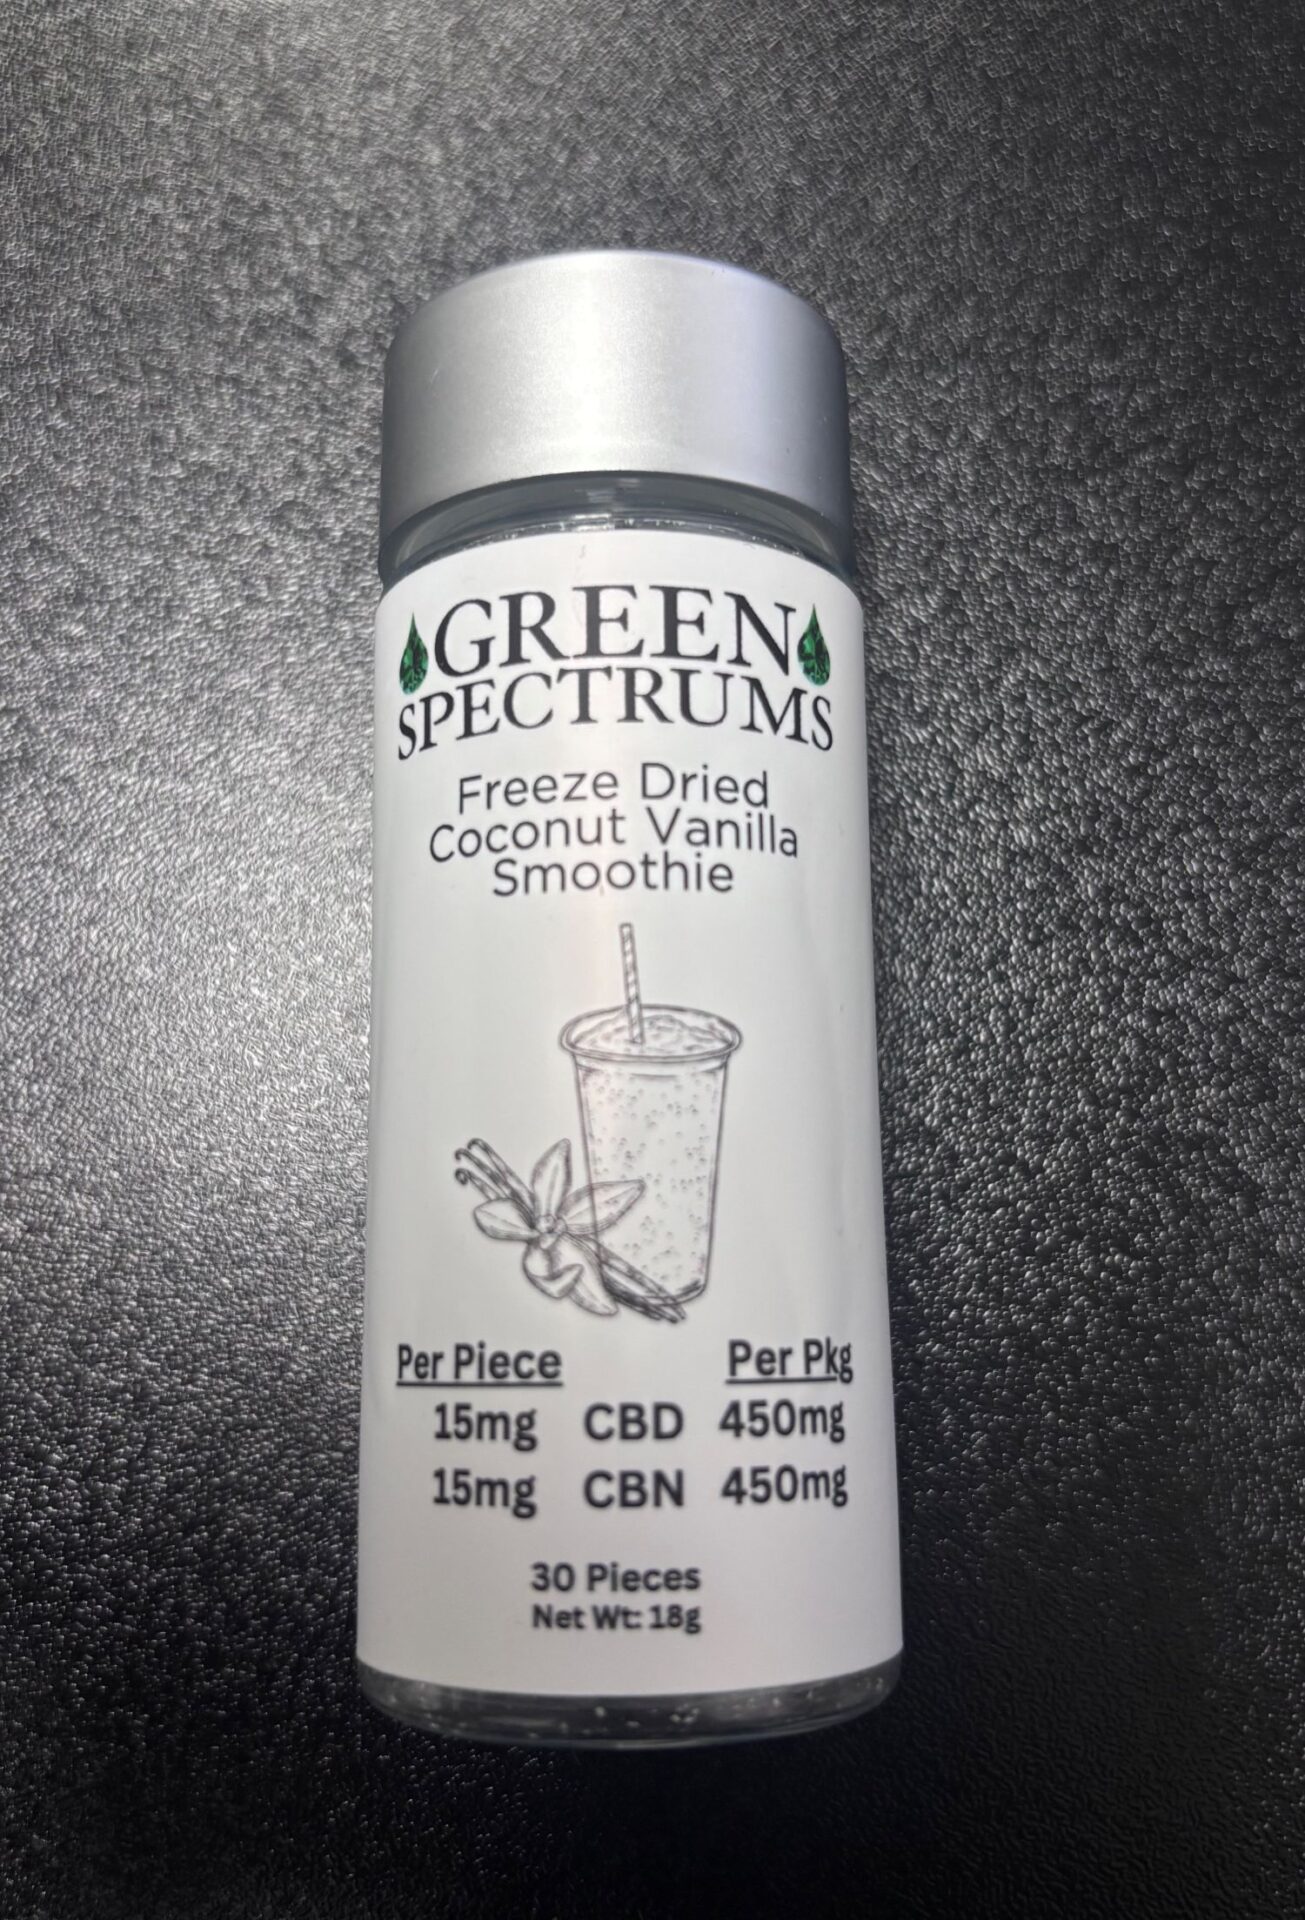 GREEN
SPECTRUMS
Freeze Dried
Coconut Vanilla
Smoothie
Per Piece Per Pkg
15mg CBD 450mg
15mg CBN 450mg
30 Pieces
Net Wt: 18g